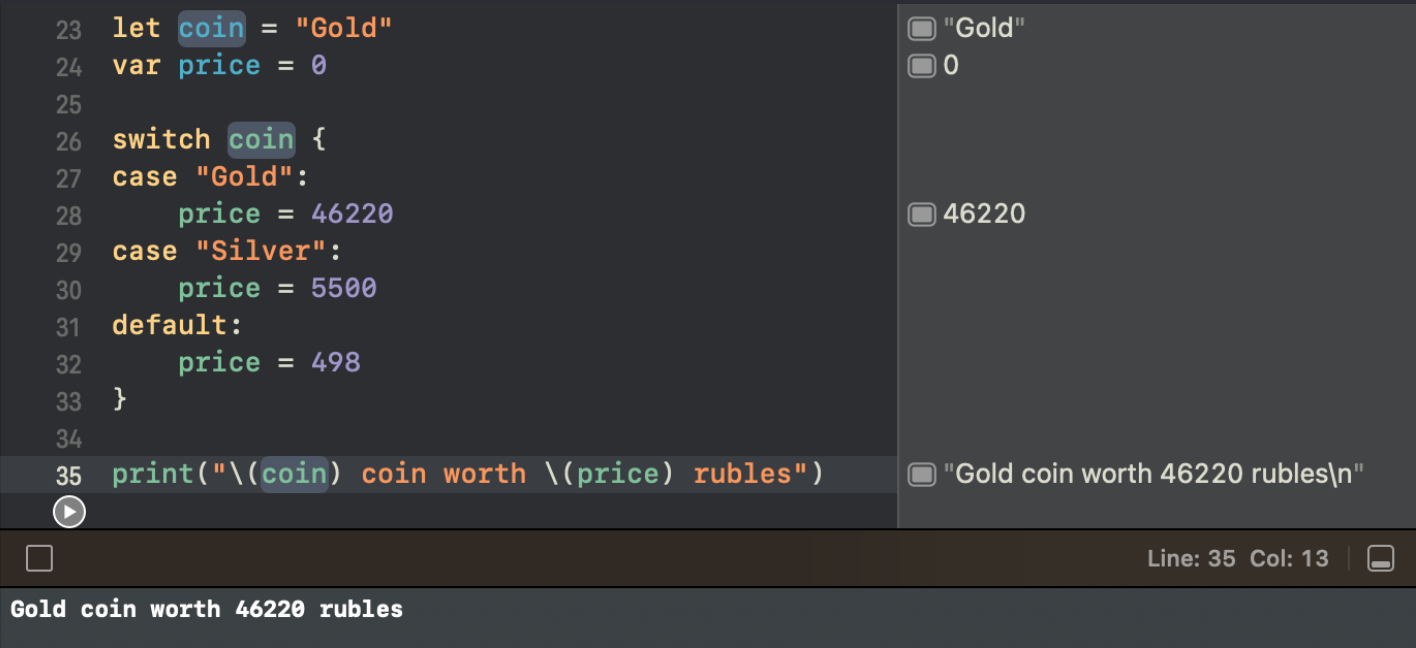 23 let coin = "Gold" "Gold"
24 var price = 0 0
25
26 switch coin {
27 case "Gold":
28     price = 46220 46220
29 case "Silver":
30     price = 5500
31 default:
32     price = 498
33 }
34
35 print("\(coin) coin worth \(price) rubles") "Gold coin worth 46220 rubles\n"
Line: 35 Col: 13
Gold coin worth 46220 rubles